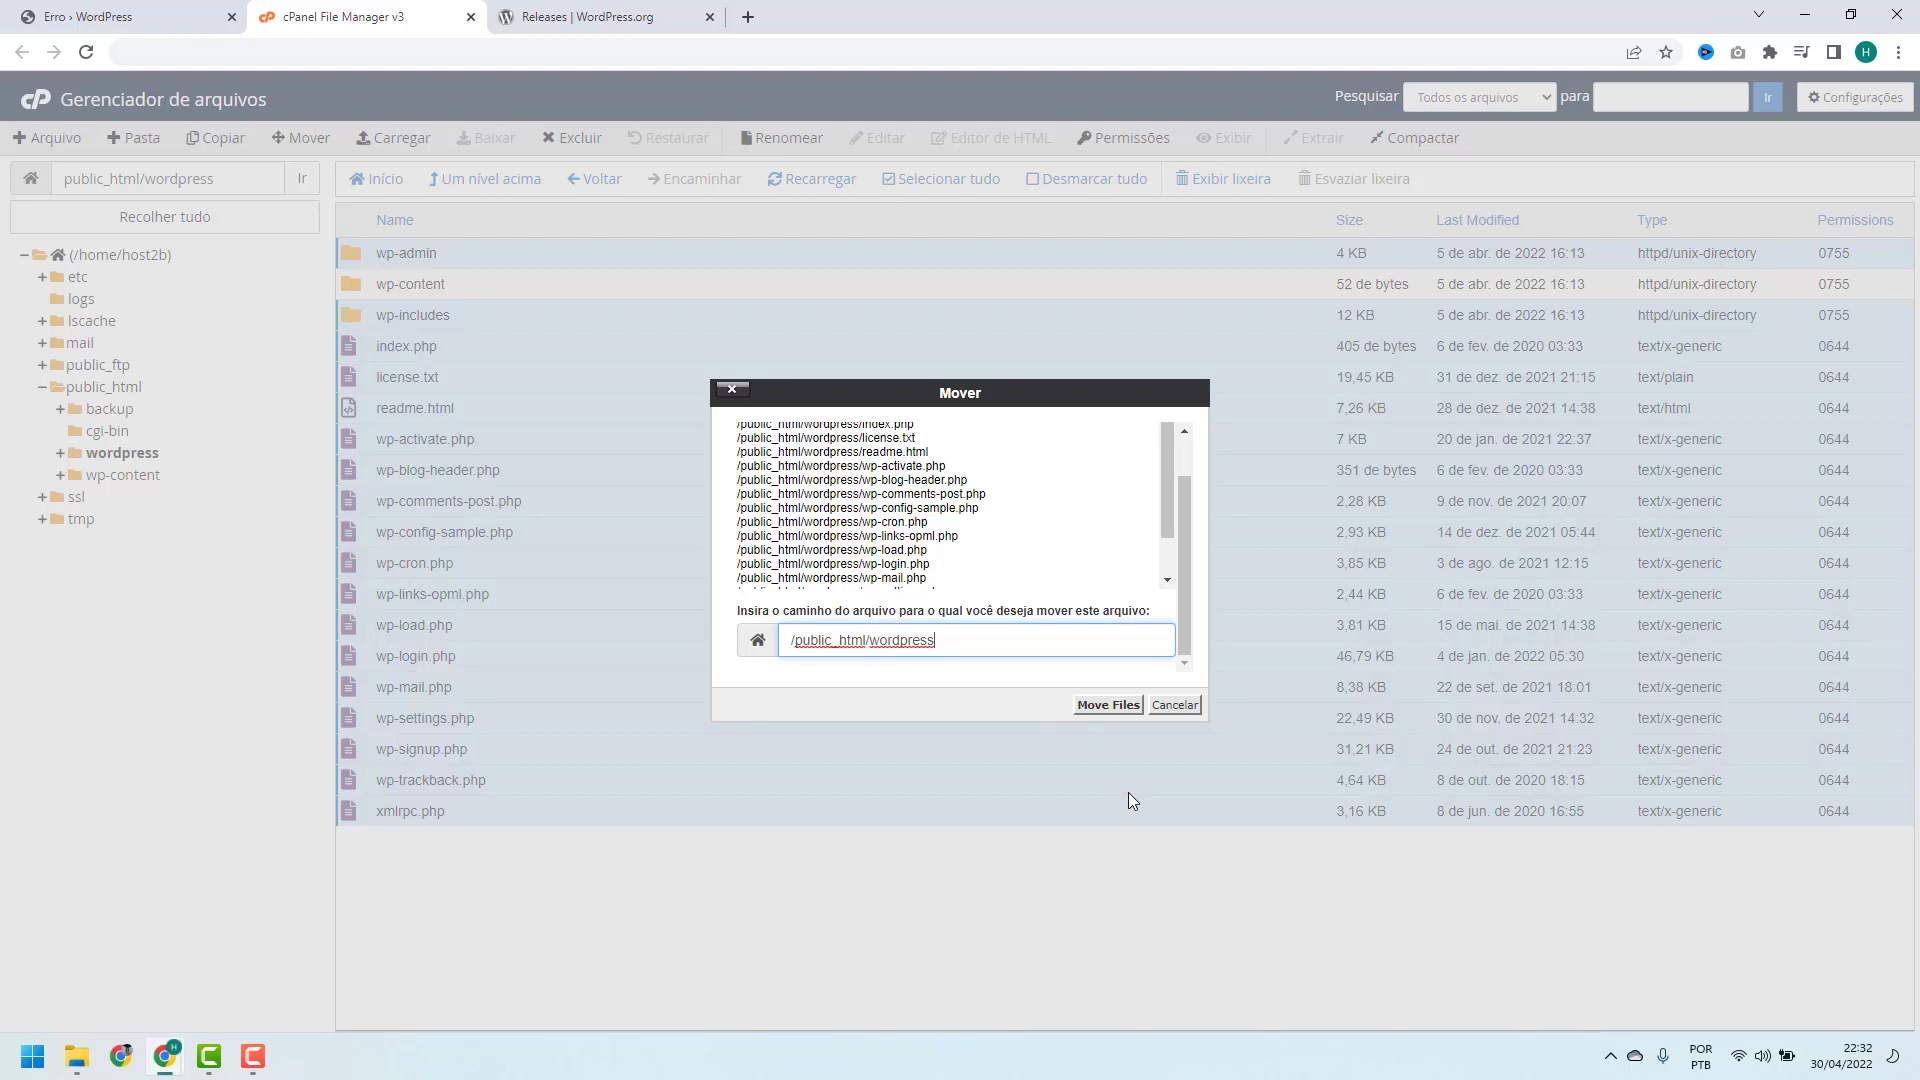 Erro › WordPress
cPanel File Manager v3
Releases | WordPress.org
H
cP Gerenciador de arquivos
Pesquisar
Todos os arquivos
para
Ir
Configurações
Arquivo
Pasta
Copiar
Mover
Carregar
Baixar
Excluir
Restaurar
Renomear
Editar
Editor de HTML
Permissões
Exibir
Extrair
Compactar
public_html/wordpress
Ir
Início
Um nível acima
Voltar
Encaminhar
Recarregar
Selecionar tudo
Desmarcar tudo
Exibir lixeira
Esvaziar lixeira
Recolher tudo
(/home/host2b)
etc
logs
lscache
mail
public_ftp
public_html
backup
cgi-bin
wordpress
wp-content
ssl
tmp
Name Size Last Modified Type Permissions
wp-admin 4 KB 5 de abr. de 2022 16:13 httpd/unix-directory 0755
wp-content 52 de bytes 5 de abr. de 2022 16:13 httpd/unix-directory 0755
wp-includes 12 KB 5 de abr. de 2022 16:13 httpd/unix-directory 0755
index.php 405 de bytes 6 de fev. de 2020 03:33 text/x-generic 0644
license.txt 19,45 KB 31 de dez. de 2021 21:15 text/plain 0644
readme.html 7,26 KB 28 de dez. de 2021 14:38 text/html 0644
wp-activate.php 7 KB 20 de jan. de 2022 22:37 text/x-generic 0644
wp-blog-header.php 351 de bytes 6 de fev. de 2020 03:33 text/x-generic 0644
wp-comments-post.php 2,28 KB 9 de nov. de 2021 20:07 text/x-generic 0644
wp-config-sample.php 2,93 KB 14 de dez. de 2021 05:44 text/x-generic 0644
wp-cron.php 3,85 KB 3 de ago. de 2021 12:15 text/x-generic 0644
wp-links-opml.php 2,44 KB 6 de fev. de 2020 03:33 text/x-generic 0644
wp-load.php 3,81 KB 15 de mai. de 2021 14:38 text/x-generic 0644
wp-login.php 46,79 KB 4 de jan. de 2022 05:30 text/x-generic 0644
wp-mail.php 8,38 KB 22 de set. de 2021 18:01 text/x-generic 0644
wp-settings.php 22,49 KB 30 de nov. de 2021 14:32 text/x-generic 0644
wp-signup.php 31,21 KB 24 de out. de 2021 21:23 text/x-generic 0644
wp-trackback.php 4,64 KB 8 de out. de 2020 18:15 text/x-generic 0644
xmlrpc.php 3,16 KB 8 de jun. de 2020 16:55 text/x-generic 0644
Mover
/public_html/wordpress/index.php
/public_html/wordpress/license.txt
/public_html/wordpress/readme.html
/public_html/wordpress/wp-activate.php
/public_html/wordpress/wp-blog-header.php
/public_html/wordpress/wp-comments-post.php
/public_html/wordpress/wp-config-sample.php
/public_html/wordpress/wp-cron.php
/public_html/wordpress/wp-links-opml.php
/public_html/wordpress/wp-load.php
/public_html/wordpress/wp-login.php
/public_html/wordpress/wp-mail.php
Insira o caminho do arquivo para o qual você deseja mover este arquivo:
/public_html/wordpress
Move Files
Cancelar
H
POR
PTB
22:32
30/04/2022